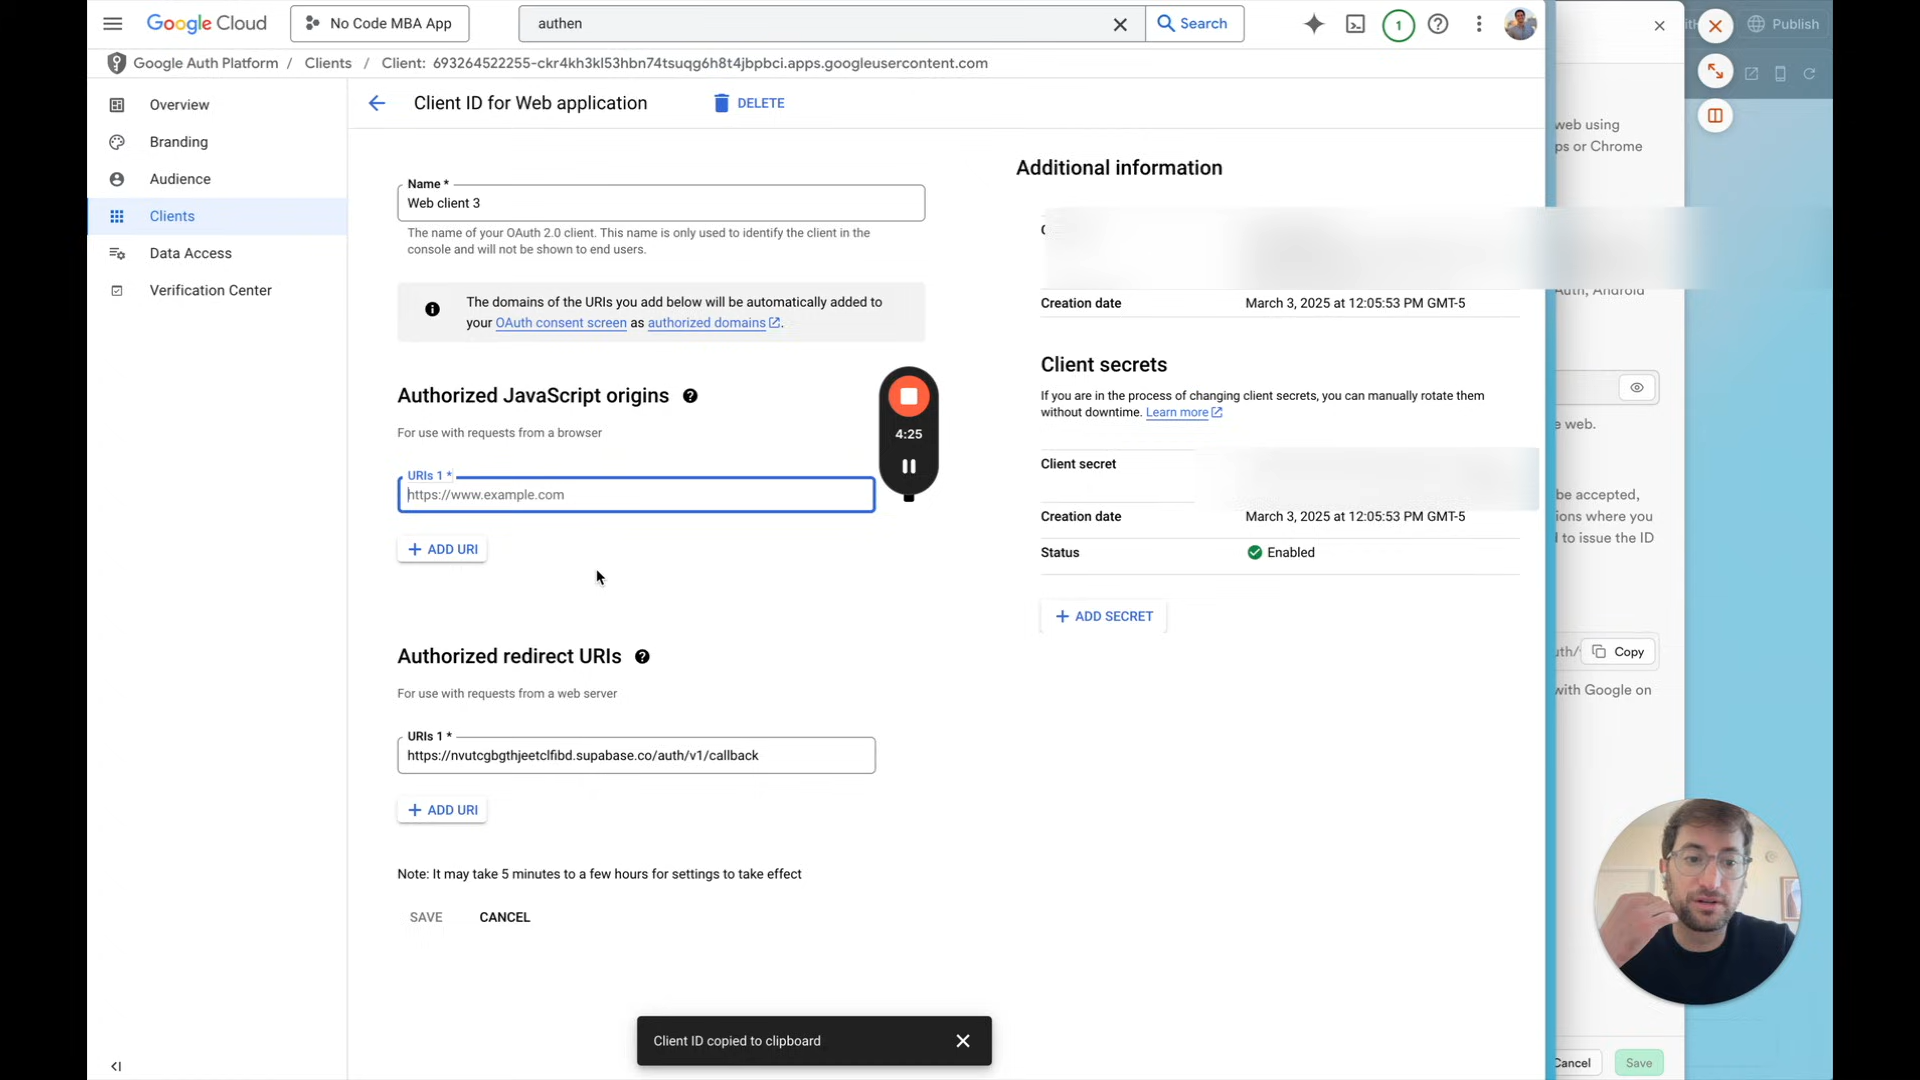 Google Cloud
No Code MBA App
authen
Search
1
Publish
Google Auth Platform / Clients / Client: 693264522255-ckr4kh3kl53hbn74tsuqg6h8t4jbpbci.apps.googleusercontent.com
Overview
Branding
Audience
Clients
Data Access
Verification Center
Client ID for Web application
DELETE
Name *
Web client 3
The name of your OAuth 2.0 client. This name is only used to identify the client in the
console and will not be shown to end users.
The domains of the URIs you add below will be automatically added to
your OAuth consent screen as authorized domains.
Authorized JavaScript origins
For use with requests from a browser
URIs 1 *
https://www.example.com
ADD URI
4:25
Authorized redirect URIs
For use with requests from a web server
URIs 1 *
https://nvutcgbgthjeetclfibd.supabase.co/auth/v1/callback
ADD URI
Note: It may take 5 minutes to a few hours for settings to take effect
SAVE
CANCEL
Client ID copied to clipboard
Additional information
Creation date
March 3, 2025 at 12:05:53 PM GMT-5
Client secrets
If you are in the process of changing client secrets, you can manually rotate them
without downtime. Learn more
Client secret
Creation date
March 3, 2025 at 12:05:53 PM GMT-5
Status
Enabled
ADD SECRET
web using
ps or Chrome
Auth, Android
e web.
be accepted,
ions where you
d to issue the ID
uth/
Copy
with Google on
Cancel
Save